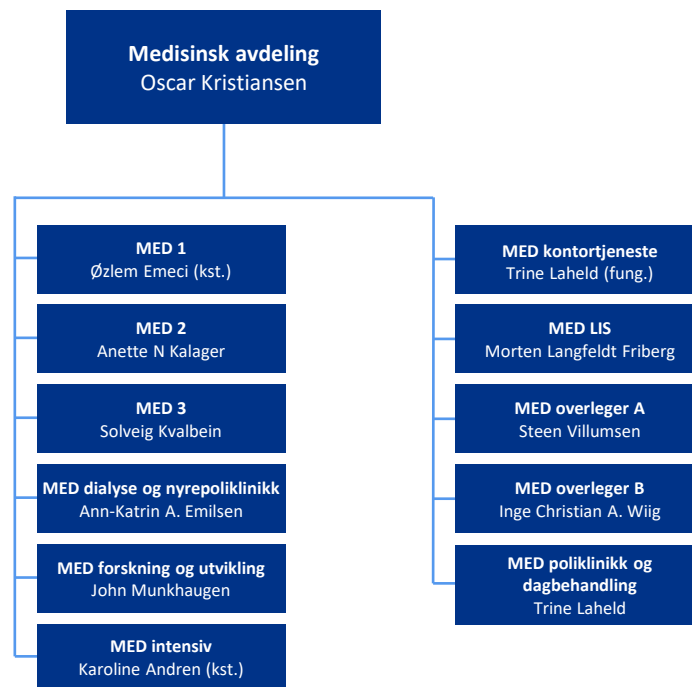 Medisinsk avdeling
Oscar Kristiansen
MED 1
Øzlem Emeci (kst.)
MED 2
Anette N Kalager
MED 3
Solveig Kvalbein
MED dialyse og nyrepoliklinikk
Ann-Katrin A. Emilsen
MED forskning og utvikling
John Munkhaugen
MED intensiv
Karoline Andren (kst.)
MED kontortjeneste
Trine Laheld (fung.)
MED LIS
Morten Langfeldt Friberg
MED overleger A
Steen Villumsen
MED overleger B
Inge Christian A. Wiig
MED poliklinikk og
dagbehandling
Trine Laheld